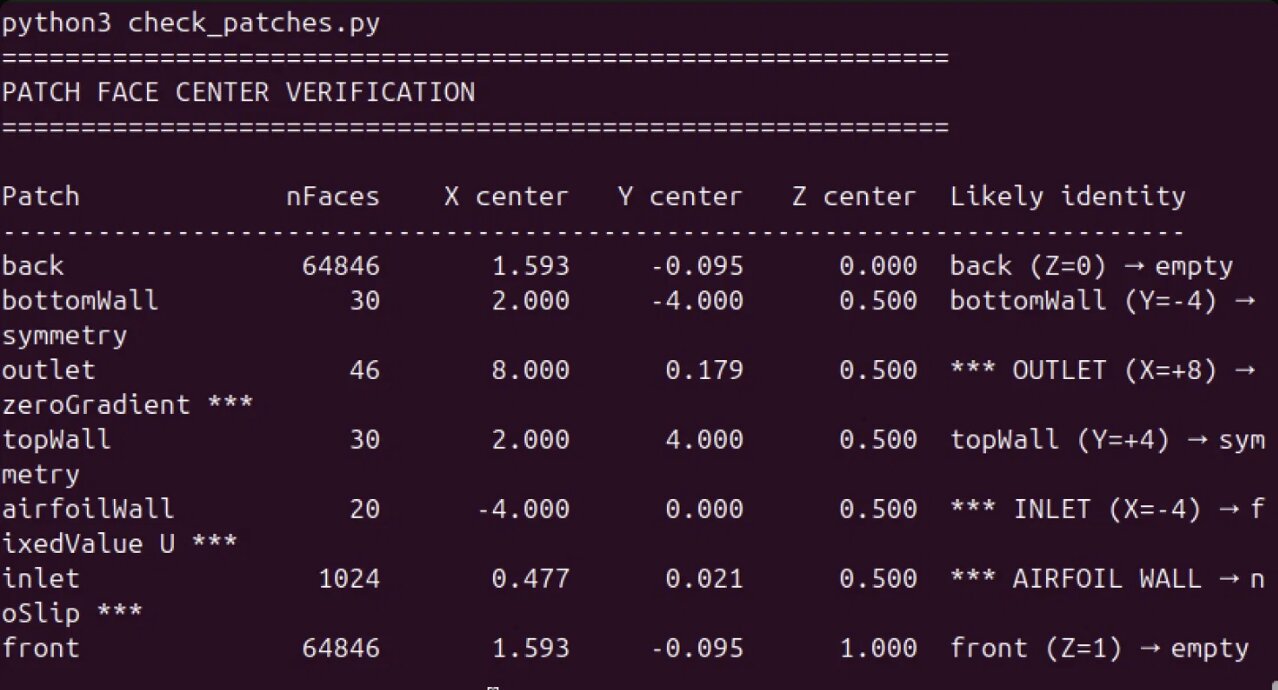 python3 check_patches.py
============================================================
PATCH FACE CENTER VERIFICATION
============================================================
Patch             nFaces    X center   Y center   Z center  Likely identity
---------------------------------------------------------------------------
back               64846       1.593     -0.095      0.000  back (Z=0) → empty
bottomWall            30       2.000     -4.000      0.500  bottomWall (Y=-4) →
symmetry
outlet                46       8.000      0.179      0.500  *** OUTLET (X=+8) →
zeroGradient ***
topWall               30       2.000      4.000      0.500  topWall (Y=+4) → sym
metry
airfoilWall           20      -4.000      0.000      0.500  *** INLET (X=-4) → f
ixedValue U ***
inlet               1024       0.477      0.021      0.500  *** AIRFOIL WALL → n
oSlip ***
front              64846       1.593     -0.095      1.000  front (Z=1) → empty